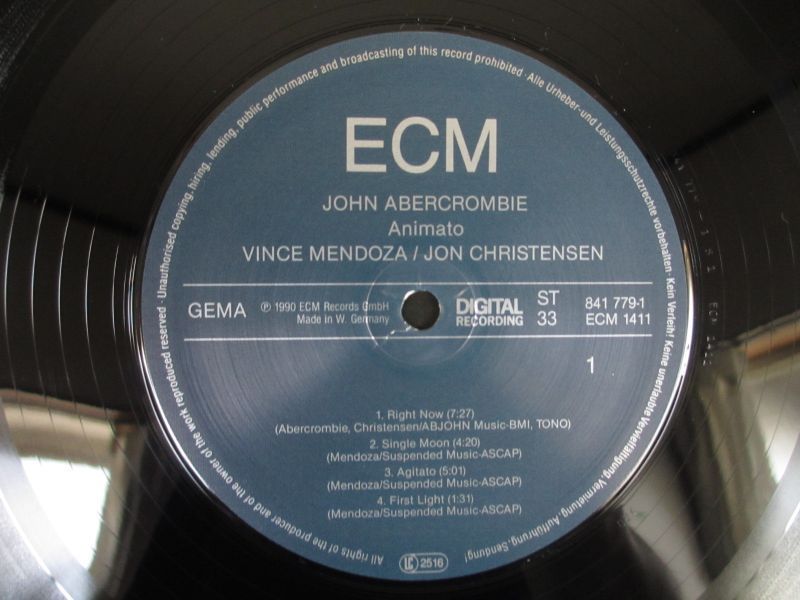 ECM
JOHN ABERCROMBIE
Animato
VINCE MENDOZA / JON CHRISTENSEN
GEMA
℗ 1990 ECM Records GmbH
Made in W. Germany
DIGITAL
RECORDING
ST
33
841 779-1
ECM 1411
1
1. Right Now (7:27)
(Abercrombie, Christensen/ABJOHN Music-BMI, TONO)
2. Single Moon (4:20)
(Mendoza/Suspended Music-ASCAP)
3. Agitato (5:01)
(Mendoza/Suspended Music-ASCAP)
4. First Light (1:31)
(Mendoza/Suspended Music-ASCAP)
All rights of the producer and of the owner of the work reproduced reserved · Unauthorised copying, hiring, lending, public performance and broadcasting of this record prohibited · Alle Urheber-und Leistungsschutzrechte vorbehalten · Kein Verleih! Keine unerlaubte Vervielfältigung, Vermietung, Aufführung, Sendung!
LC 2516